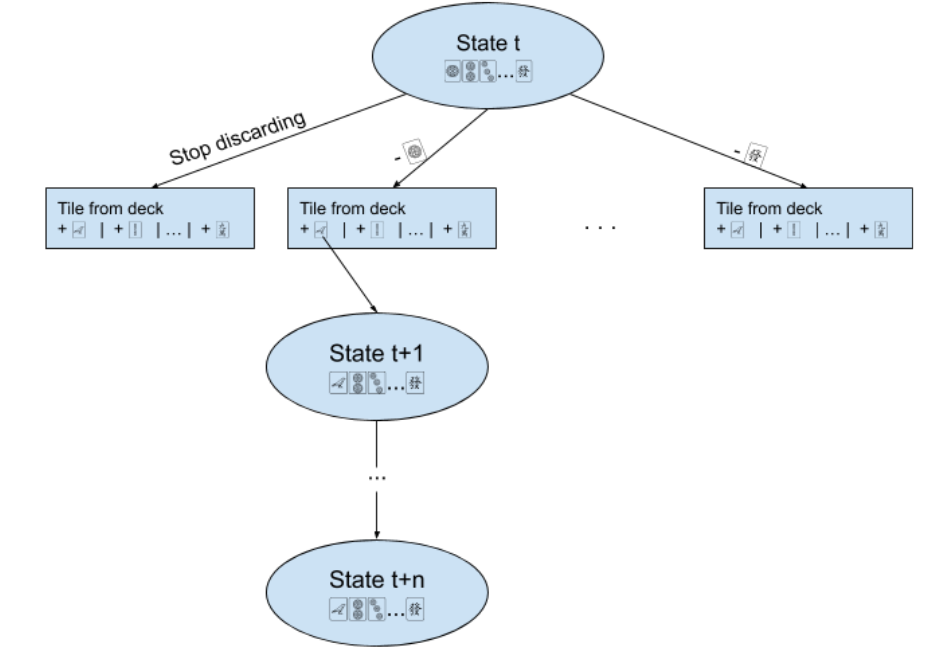 State t
... 發
Stop discarding
-
- 發
Tile from deck
+ | + | ... | +
Tile from deck
+ | + | ... | +
. . .
Tile from deck
+ | + | ... | +
State t+1
... 發
...
State t+n
... 發